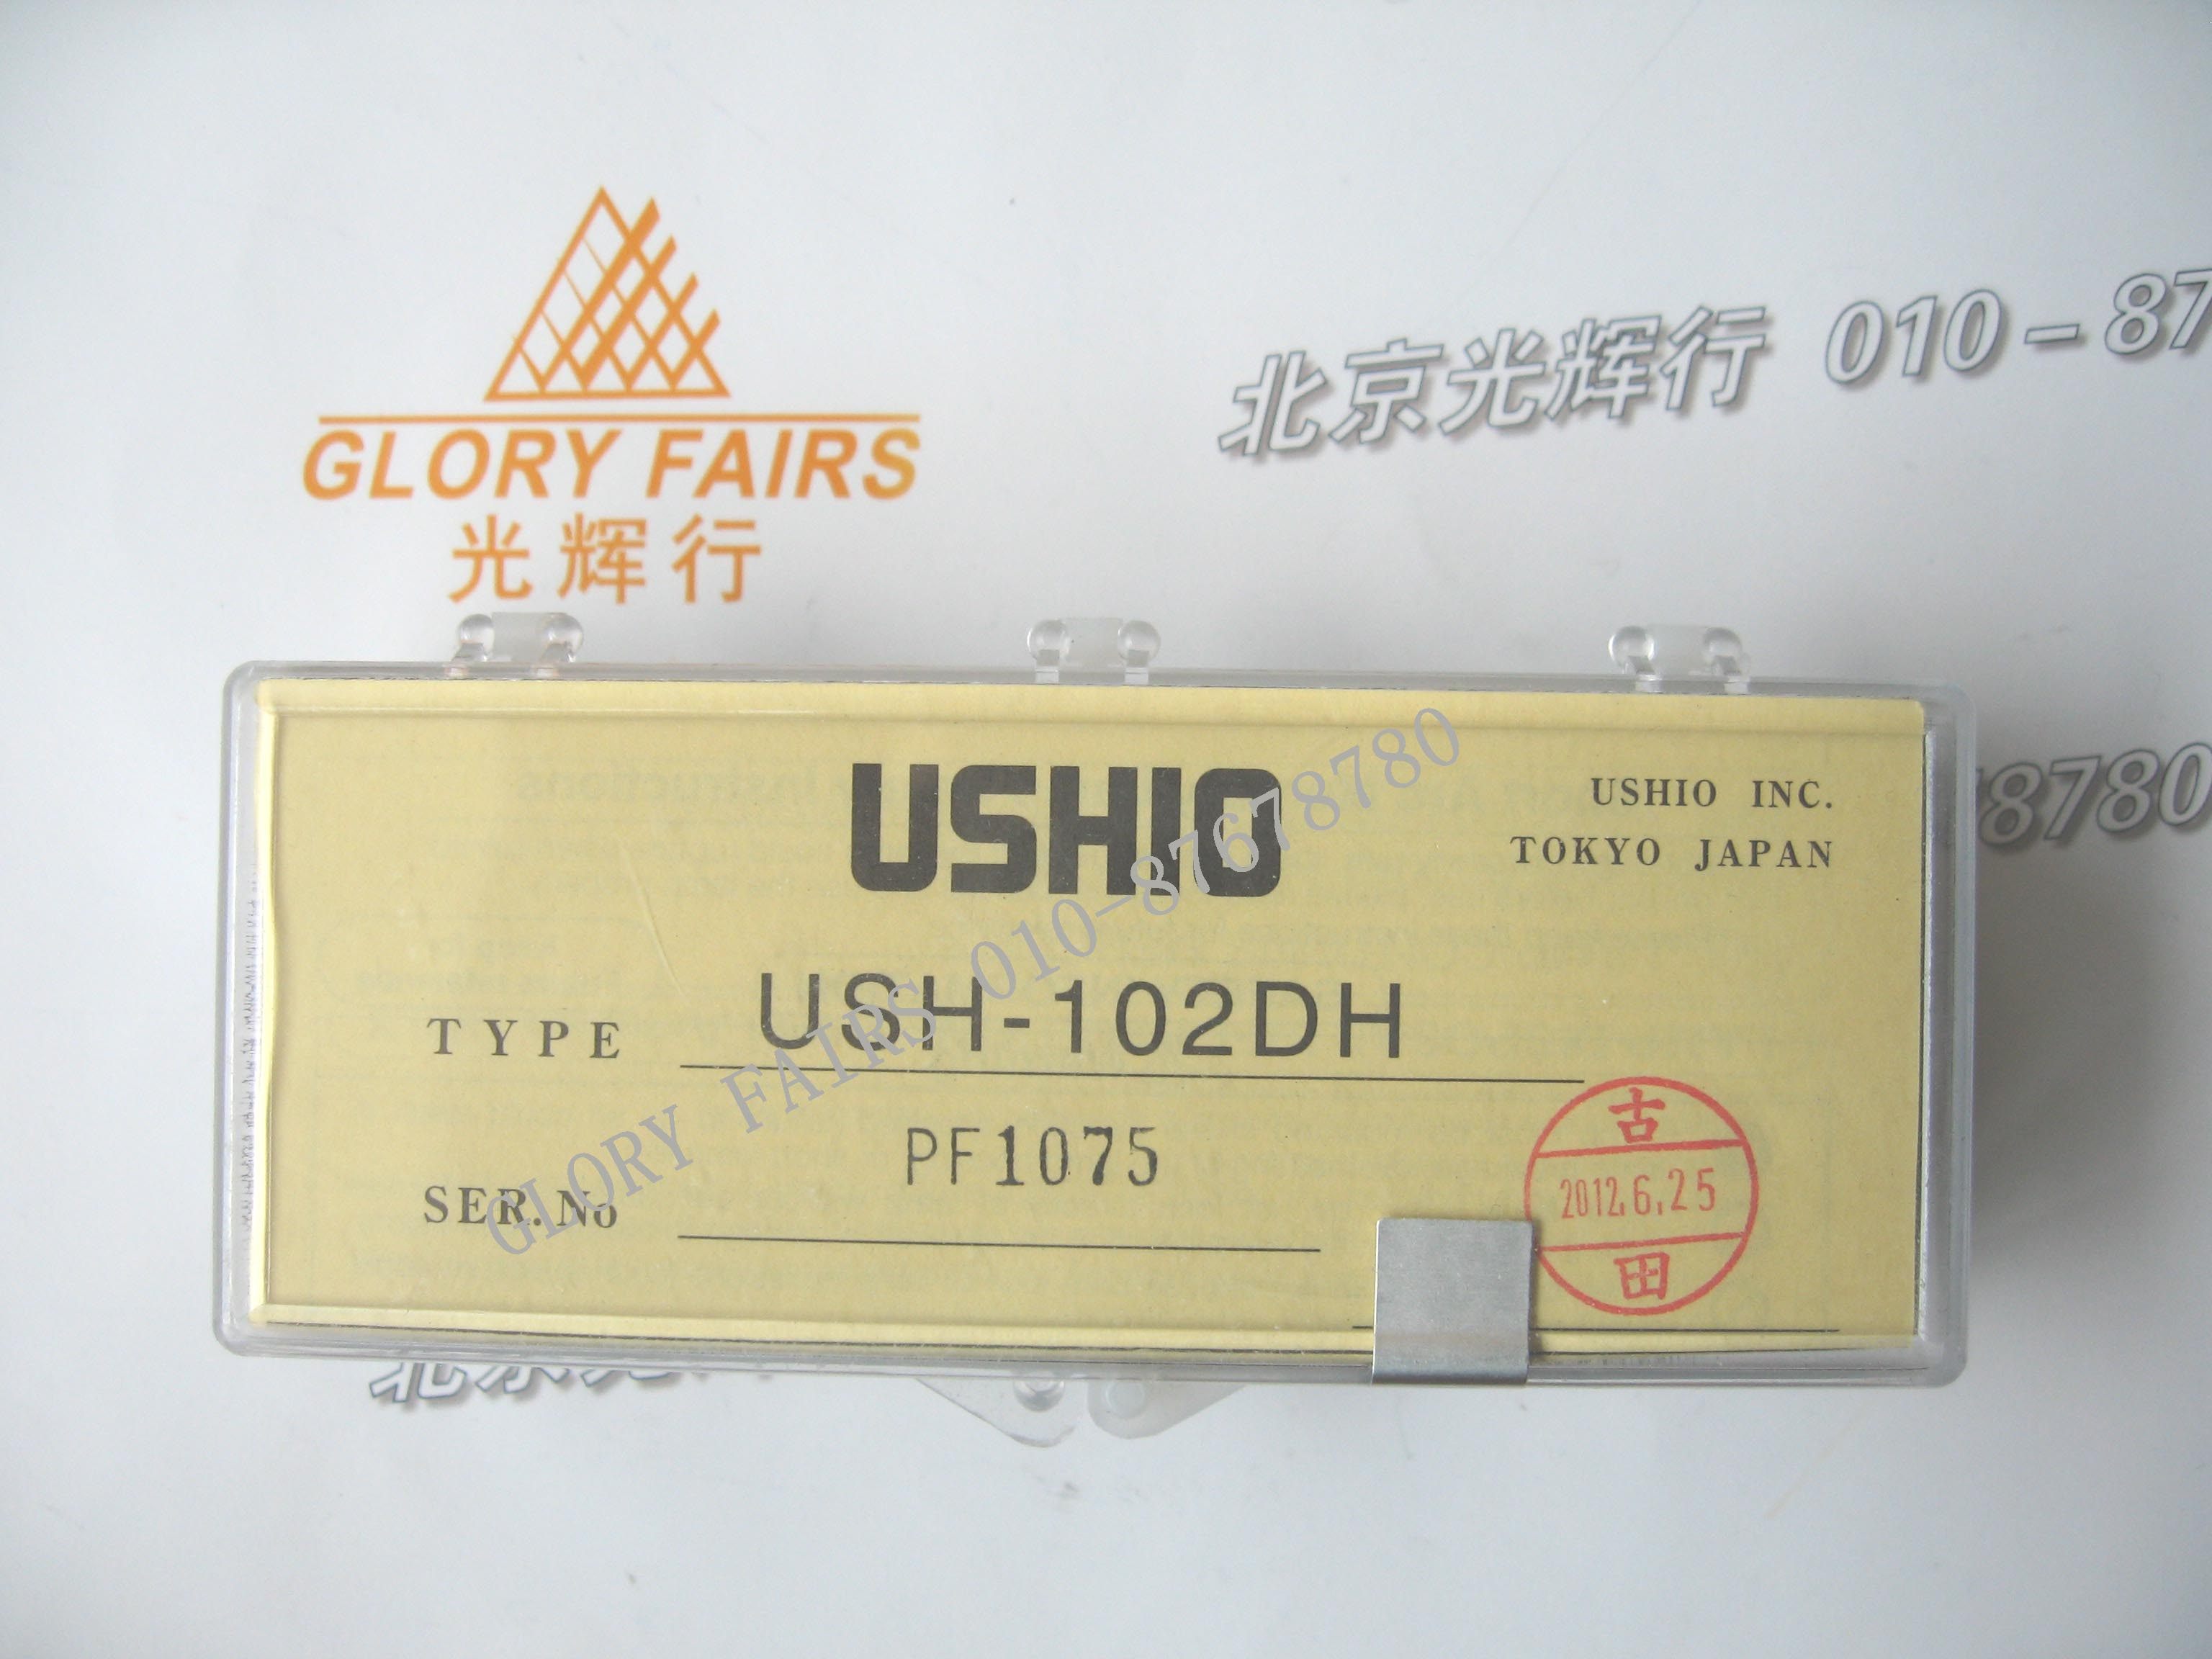 GLORY FAIRS
光辉行
北京光辉行 010-87
8780
USHIO
USHIO INC.
TOKYO JAPAN
TYPE USH-102DH
SER. No PF1075
古
2012.6.25
田
GLORY FAIRS 010-87678780